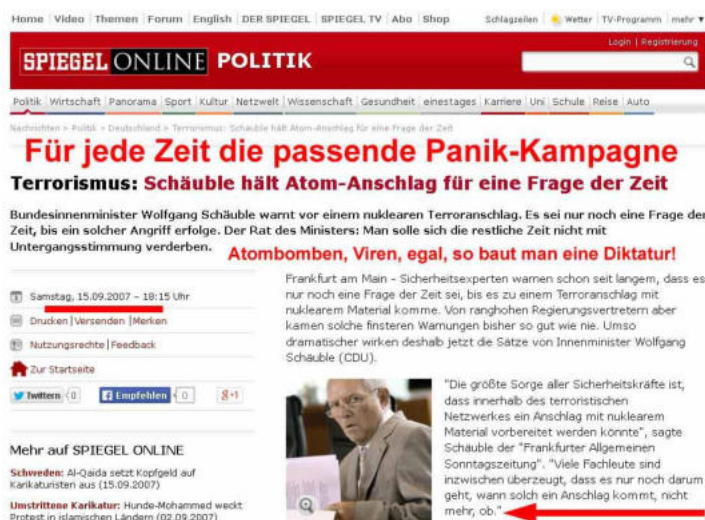 Home Video Themen Forum English DER SPIEGEL SPIEGEL TV Abo Shop Schlagzeilen Wetter TV-Programm mehr
Login | Registrierung
SPIEGEL ONLINE POLITIK
Politik Wirtschaft Panorama Sport Kultur Netzwelt Wissenschaft Gesundheit einestages Karriere Uni Schule Reise Auto
Nachrichten > Politik > Deutschland > Terrorismus: Schäuble hält Atom-Anschlag für eine Frage der Zeit
Für jede Zeit die passende Panik-Kampagne
Terrorismus: Schäuble hält Atom-Anschlag für eine Frage der Zeit
Bundesinnenminister Wolfgang Schäuble warnt vor einem nuklearen Terroranschlag. Es sei nur noch eine Frage der
Zeit, bis ein solcher Angriff erfolge. Der Rat des Ministers: Man solle sich die restliche Zeit nicht mit
Untergangsstimmung verderben.
Atombomben, Viren, egal, so baut man eine Diktatur!
Samstag, 15.09.2007 – 18:15 Uhr
Drucken | Versenden | Merken
Nutzungsrechte | Feedback
Zur Startseite
Twittern 0 Empfehlen 0 g+1
Mehr auf SPIEGEL ONLINE
Schweden: Al-Qaida setzt Kopfgeld auf
Karikaturisten aus (15.09.2007)
Umstrittene Karikatur: Hunde-Mohammed weckt
Protest in islamischen Ländern (02.09.2007)
Frankfurt am Main - Sicherheitsexperten warnen schon seit langem, dass es
nur noch eine Frage der Zeit sei, bis es zu einem Terroranschlag mit
nuklearem Material komme. Von ranghohen Regierungsvertretern aber
kamen solche finsteren Warnungen bisher so gut wie nie. Umso
dramatischer wirken deshalb jetzt die Sätze von Innenminister Wolfgang
Schäuble (CDU).
"Die größte Sorge aller Sicherheitskräfte ist,
dass innerhalb des terroristischen
Netzwerkes ein Anschlag mit nuklearem
Material vorbereitet werden könnte", sagte
Schäuble der "Frankfurter Allgemeinen
Sonntagszeitung". "Viele Fachleute sind
inzwischen überzeugt, dass es nur noch darum
geht, wann solch ein Anschlag kommt, nicht
mehr, ob."